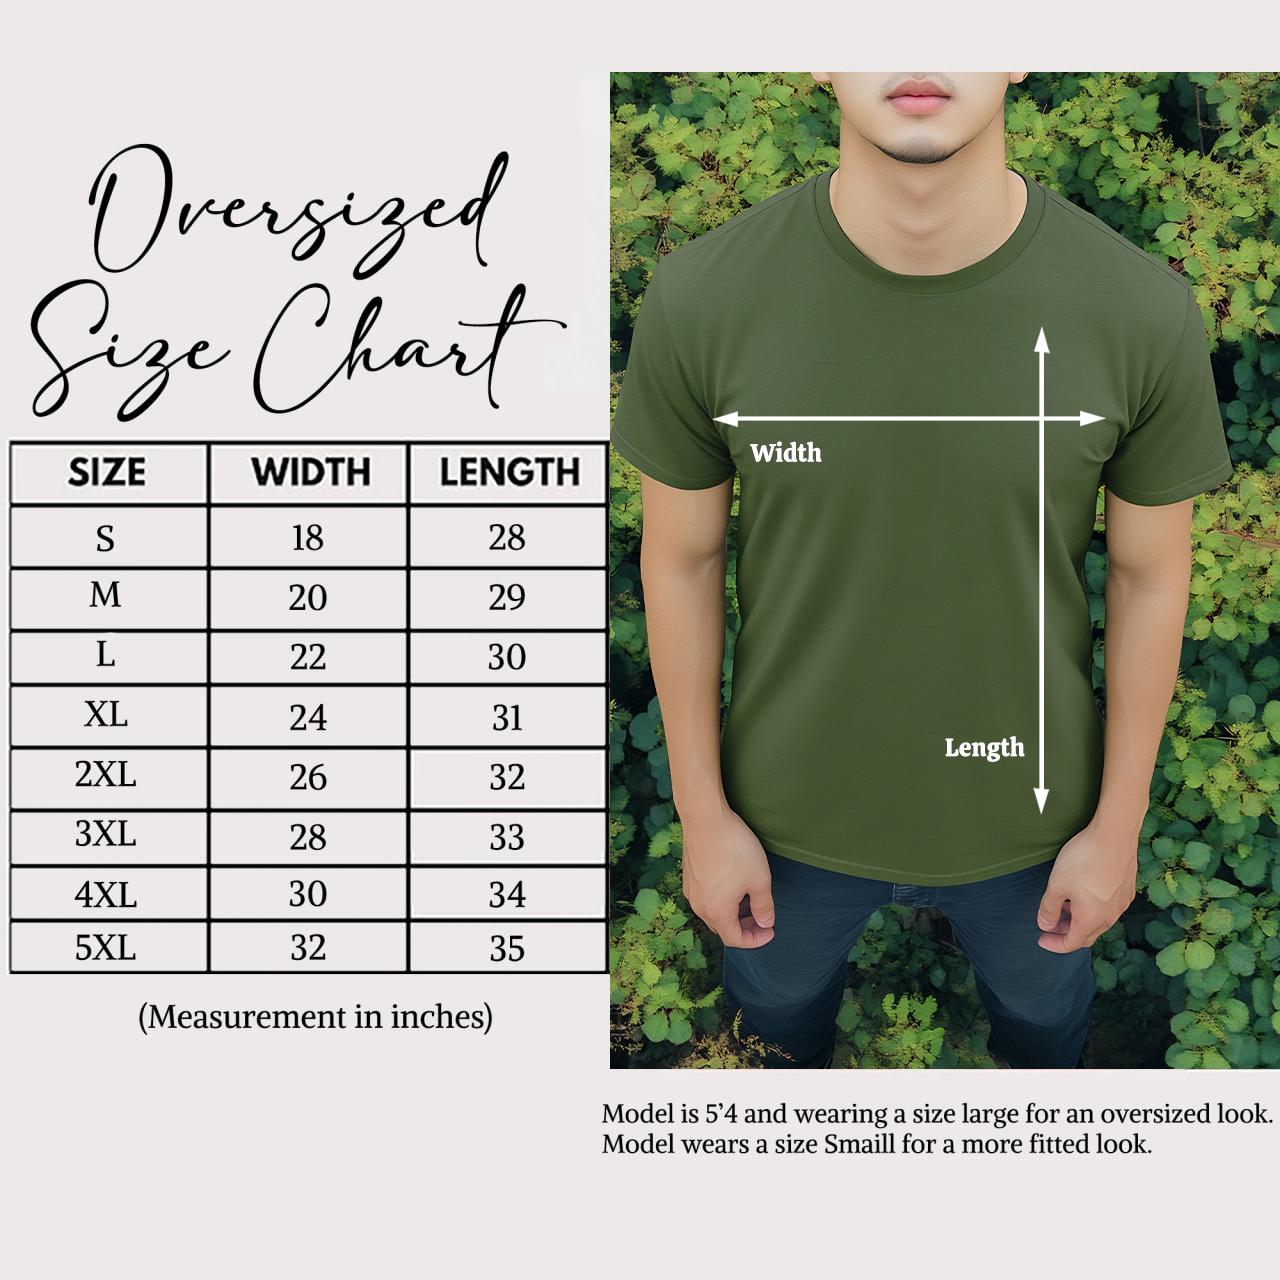 Oversized
Size Chart
SIZE WIDTH LENGTH
S 18 28
M 20 29
L 22 30
XL 24 31
2XL 26 32
3XL 28 33
4XL 30 34
5XL 32 35
(Measurement in inches)
Width
Length
Model is 5’4 and wearing a size large for an oversized look.
Model wears a size Smaill for a more fitted look.